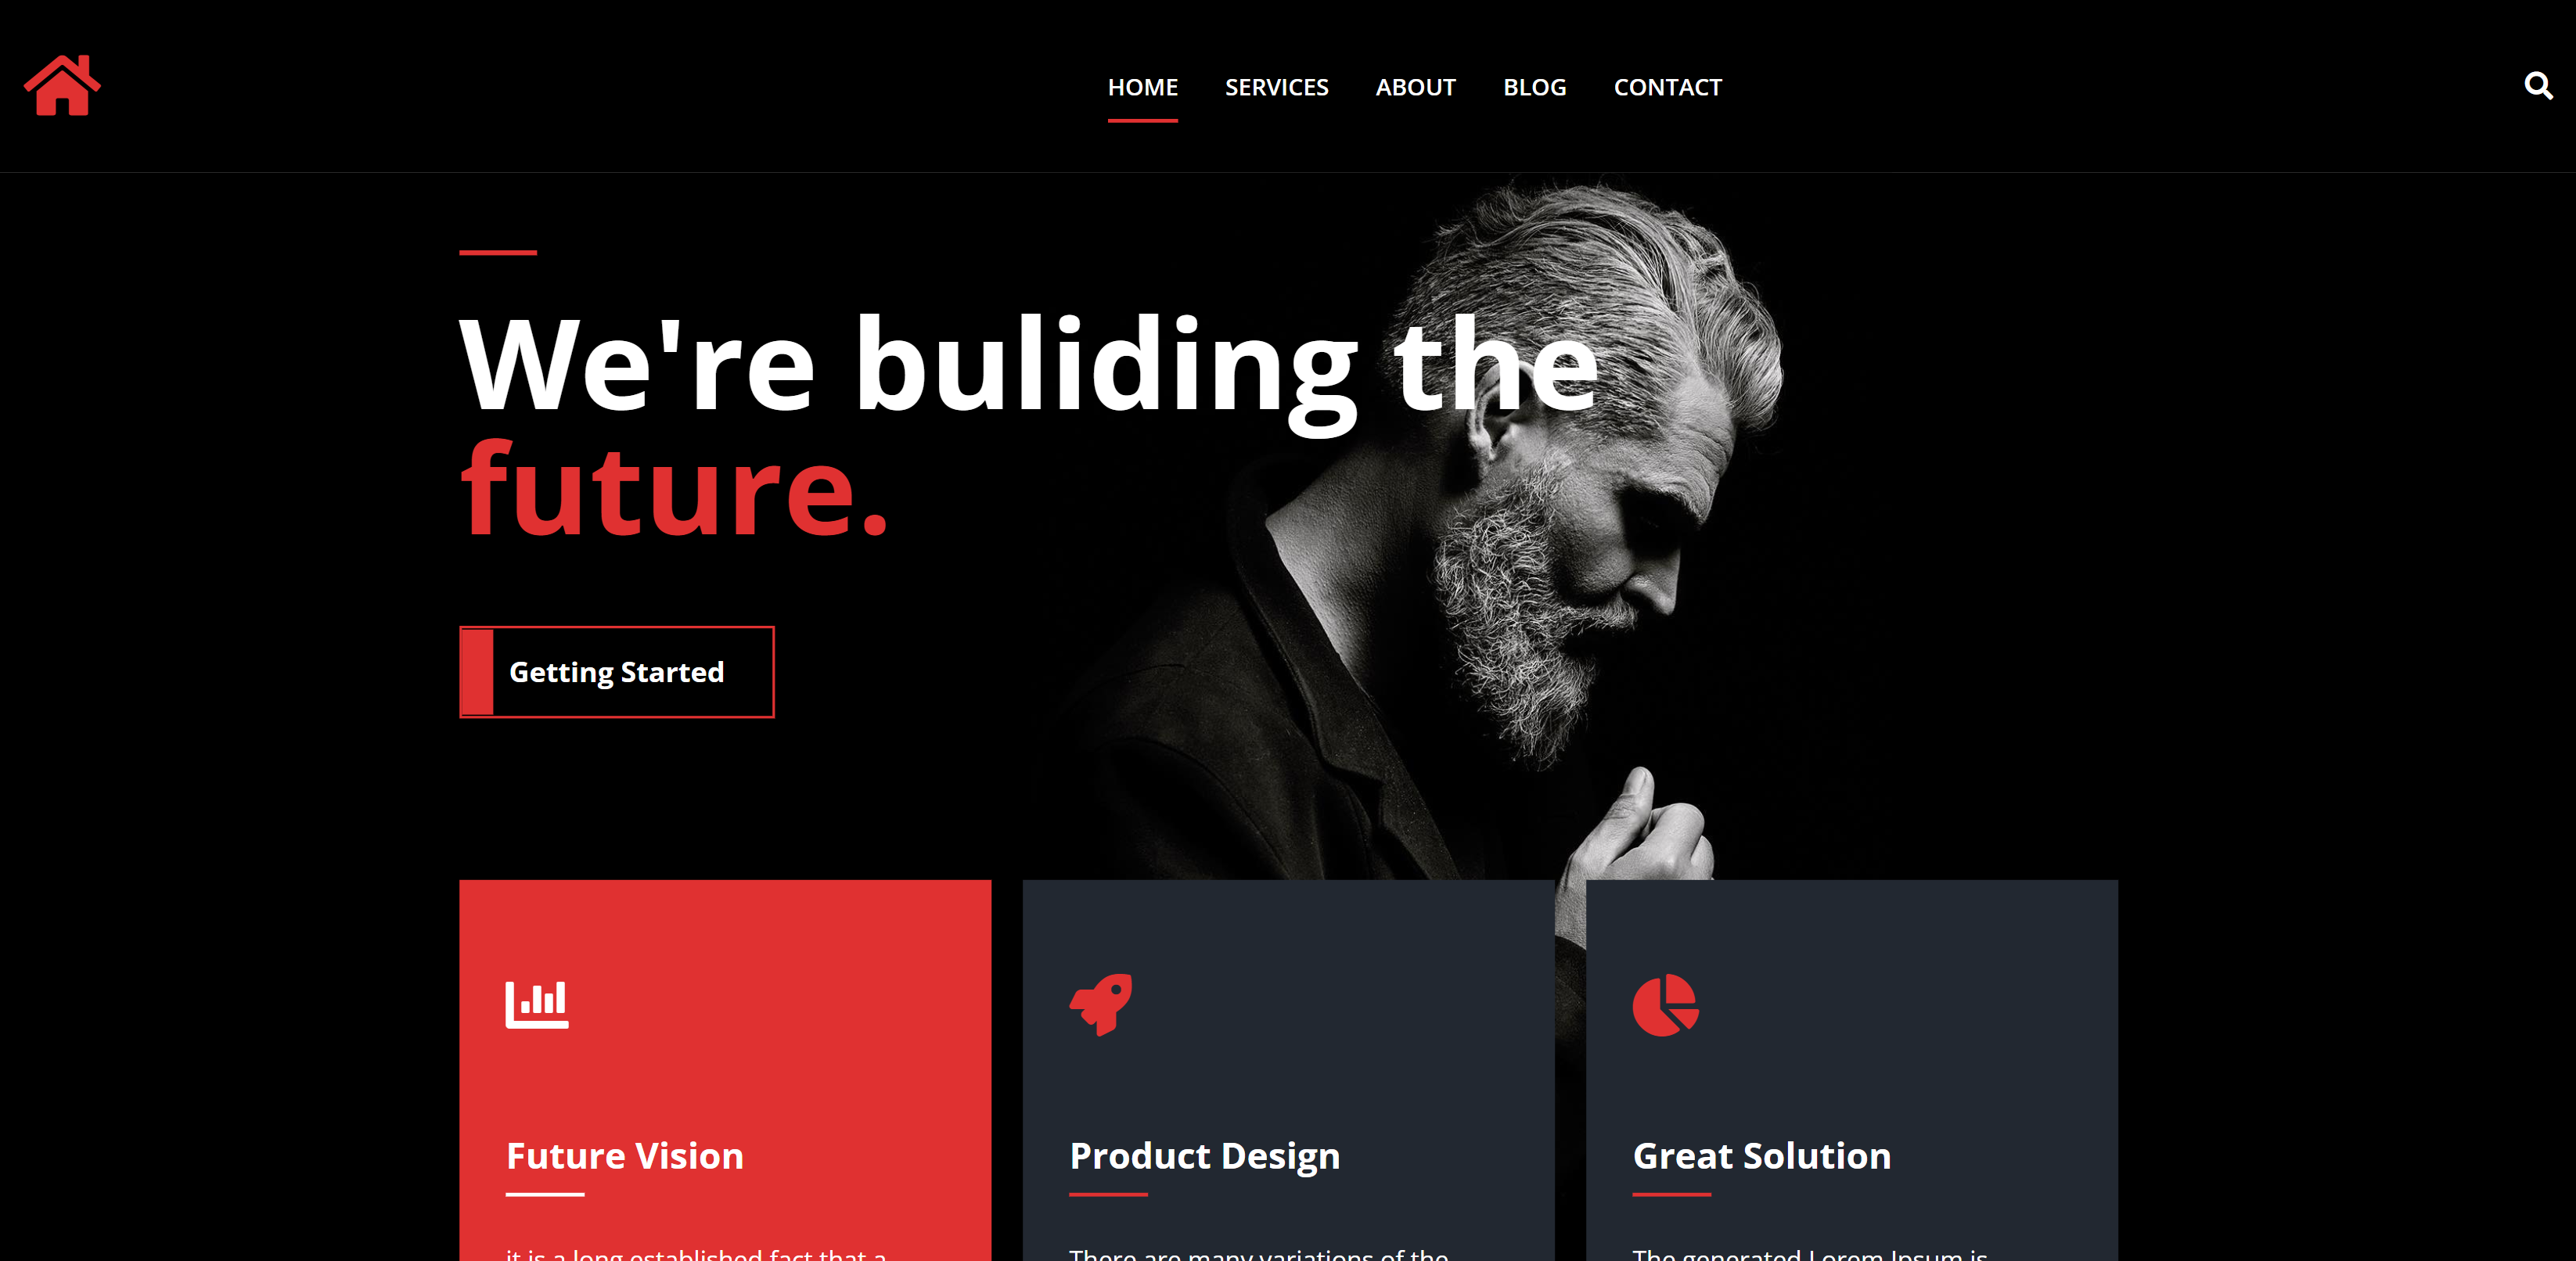 HOME SERVICES ABOUT BLOG CONTACT
We're buliding the
future.
Getting Started
Future Vision
Product Design
Great Solution
it is a long established fact that a
There are many variations of the
The generated Lorem Ipsum is